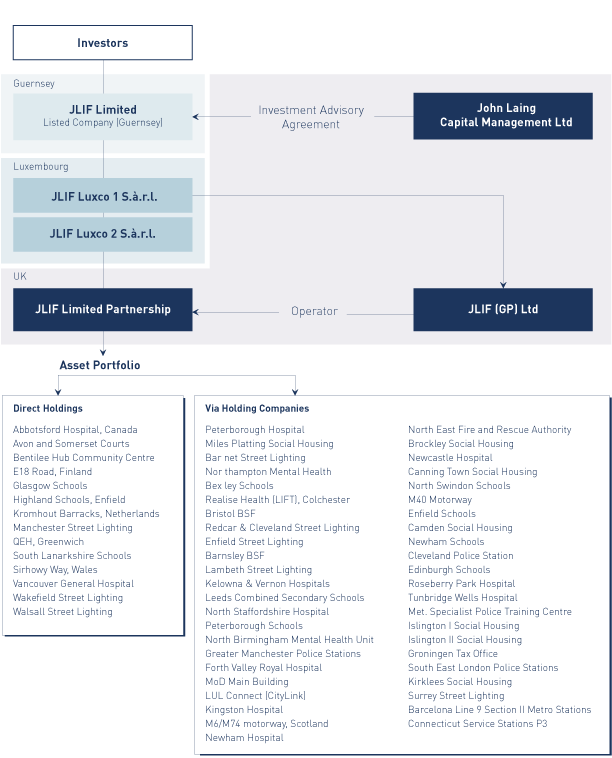 Investors
Guernsey
JLIF Limited
Listed Company (Guernsey)
Investment Advisory
Agreement
John Laing
Capital Management Ltd
Luxembourg
JLIF Luxco 1 S.à.r.l.
JLIF Luxco 2 S.à.r.l.
UK
JLIF Limited Partnership
Operator
JLIF (GP) Ltd
Asset Portfolio
Direct Holdings
Abbotsford Hospital, Canada
Avon and Somerset Courts
Bentilee Hub Community Centre
E18 Road, Finland
Glasgow Schools
Highland Schools, Enfield
Kromhout Barracks, Netherlands
Manchester Street Lighting
QEH, Greenwich
South Lanarkshire Schools
Sirhowy Way, Wales
Vancouver General Hospital
Wakefield Street Lighting
Walsall Street Lighting
Via Holding Companies
Peterborough Hospital
Miles Platting Social Housing
Bar net Street Lighting
Nor thampton Mental Health
Bex ley Schools
Realise Health (LIFT), Colchester
Bristol BSF
Redcar & Cleveland Street Lighting
Enfield Street Lighting
Barnsley BSF
Lambeth Street Lighting
Kelowna & Vernon Hospitals
Leeds Combined Secondary Schools
North Staffordshire Hospital
Peterborough Schools
North Birmingham Mental Health Unit
Greater Manchester Police Stations
Forth Valley Royal Hospital
MoD Main Building
LUL Connect (CityLink)
Kingston Hospital
M6/M74 motorway, Scotland
Newham Hospital
North East Fire and Rescue Authority
Brockley Social Housing
Newcastle Hospital
Canning Town Social Housing
North Swindon Schools
M40 Motorway
Enfield Schools
Camden Social Housing
Newham Schools
Cleveland Police Station
Edinburgh Schools
Roseberry Park Hospital
Tunbridge Wells Hospital
Met. Specialist Police Training Centre
Islington I Social Housing
Islington II Social Housing
Groningen Tax Office
South East London Police Stations
Kirklees Social Housing
Surrey Street Lighting
Barcelona Line 9 Section II Metro Stations
Connecticut Service Stations P3